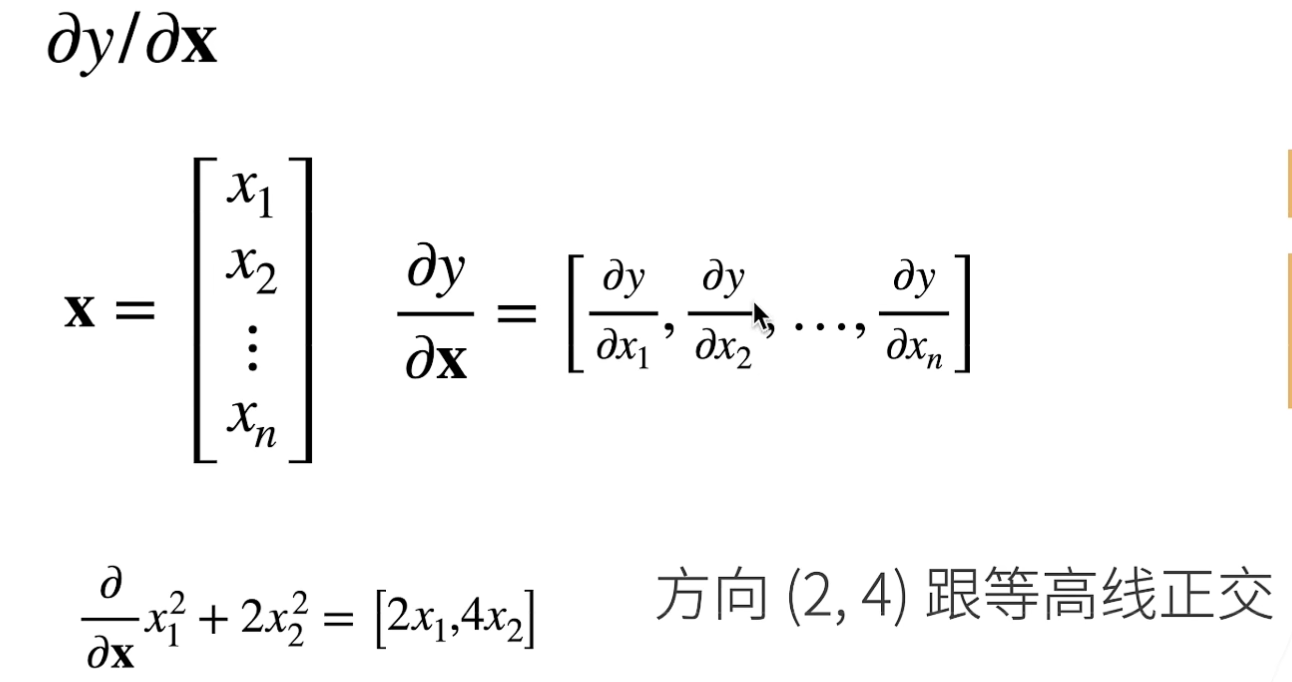 ∂y/∂𝐱
𝐱 = [x₁ x₂ ⋮ xₙ] ∂y/∂𝐱 = [∂y/∂x₁, ∂y/∂x₂, …, ∂y/∂xₙ]
∂/∂𝐱 x₁² + 2x₂² = [2x₁,4x₂] 方向 (2, 4) 跟等高线正交